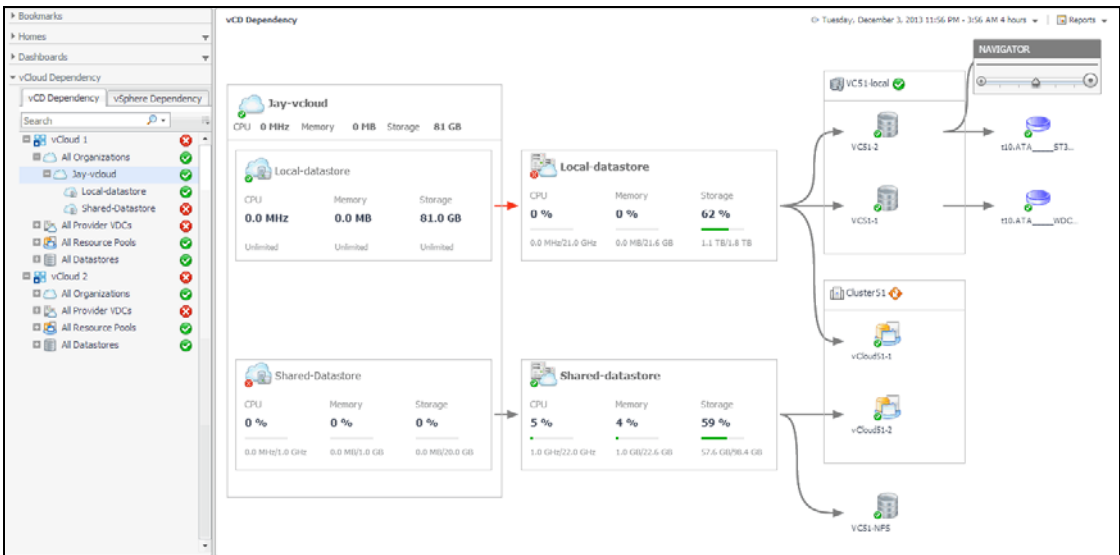 Bookmarks
Homes
Dashboards
vCloud Dependency
vCD Dependency
vSphere Dependency
Search
vCloud 1
All Organizations
Jay-vcloud
Local-datastore
Shared-Datastore
All Provider VDCs
All Resource Pools
All Datastores
vCloud 2
All Organizations
All Provider VDCs
All Resource Pools
All Datastores
vCD Dependency
Tuesday, December 3, 2013 11:56 PM - 3:56 AM 4 hours
Reports
NAVIGATOR
Jay-vcloud
CPU 0 MHz Memory 0 MB Storage 81 GB
Local-datastore
CPU Memory Storage
0.0 MHz 0.0 MB 81.0 GB
Unlimited Unlimited Unlimited
Local-datastore
CPU Memory Storage
0 % 0 % 62 %
0.0 MHz/21.0 GHz 0.0 MB/21.6 GB 1.1 TB/1.8 TB
Shared-Datastore
CPU Memory Storage
0 % 0 % 0 %
0.0 MHz/1.0 GHz 0.0 MB/1.0 GB 0.0 MB/20.0 GB
Shared-datastore
CPU Memory Storage
5 % 4 % 59 %
1.0 GHz/22.0 GHz 1.0 GB/22.6 GB 57.6 GB/98.4 GB
VC51-local
VC51-2
VC51-1
Cluster51
vCloud51-1
vCloud51-2
VC51-NFS
t10.ATA_____ST3...
t10.ATA_____WDC...